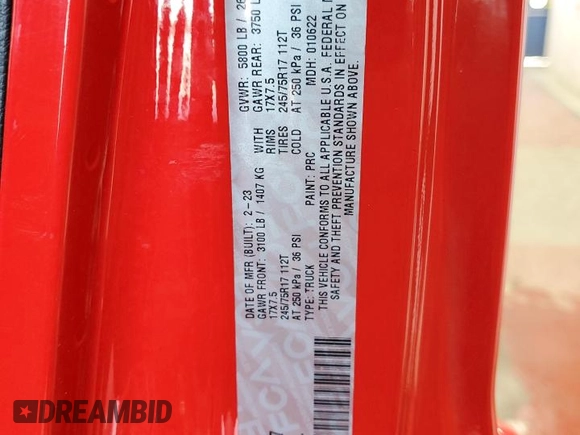 DATE OF MFR (BUILT): 2-23 GVWR: 5800 LB / 26
GAWR FRONT: 3100 LB / 1407 KG WITH GAWR REAR: 3750 L
17X7.5 RIMS 17X7.5
245/75R17 112T TIRES 245/75R17 112T
AT 250 kPa / 36 PSI COLD AT 250 kPa / 36 PSI
TYPE: TRUCK PAINT: PRC MDH: 010622
THIS VEHICLE CONFORMS TO ALL APPLICABLE U.S.A. FEDERAL M
SAFETY AND THEFT PREVENTION STANDARDS IN EFFECT ON
MANUFACTURE SHOWN ABOVE.
DREAMBID